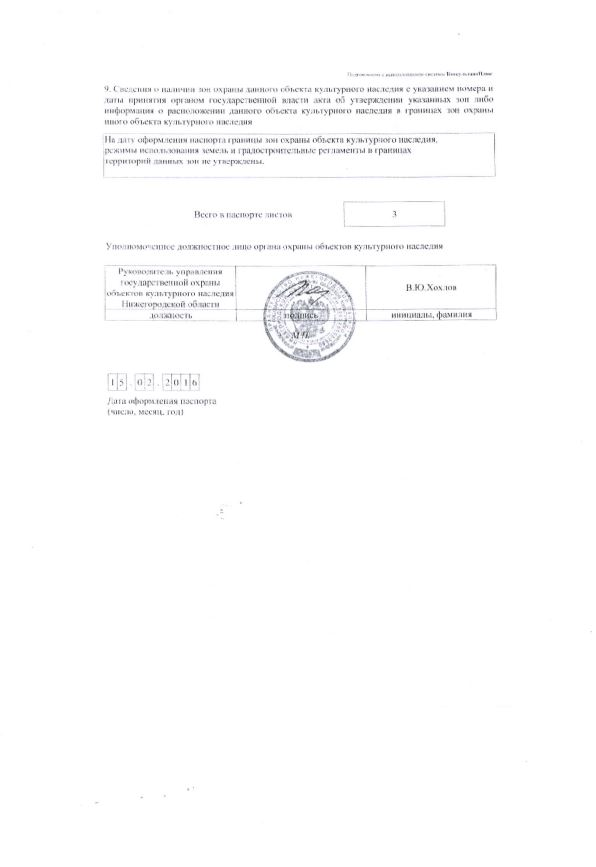 Подготовлено с использованием системы КонсультантПлюс
9. Сведения о наличии зон охраны данного объекта культурного наследия с указанием номера и
даты принятия органом государственной власти акта об утверждении указанных зон либо
информация о расположении данного объекта культурного наследия в границах зон охраны
иного объекта культурного наследия
На дату оформления паспорта границы зон охраны объекта культурного наследия,
режимы использования земель и градостроительные регламенты в границах
территорий данных зон не утверждены.
Всего в паспорте листов 3
Уполномоченное должностное лицо органа охраны объектов культурного наследия
Руководитель управления
государственной охраны
объектов культурного наследия
Нижегородской области
В.Ю.Хохлов
должность подпись инициалы, фамилия
М.П.
15.02.2016
Дата оформления паспорта
(число, месяц, год)